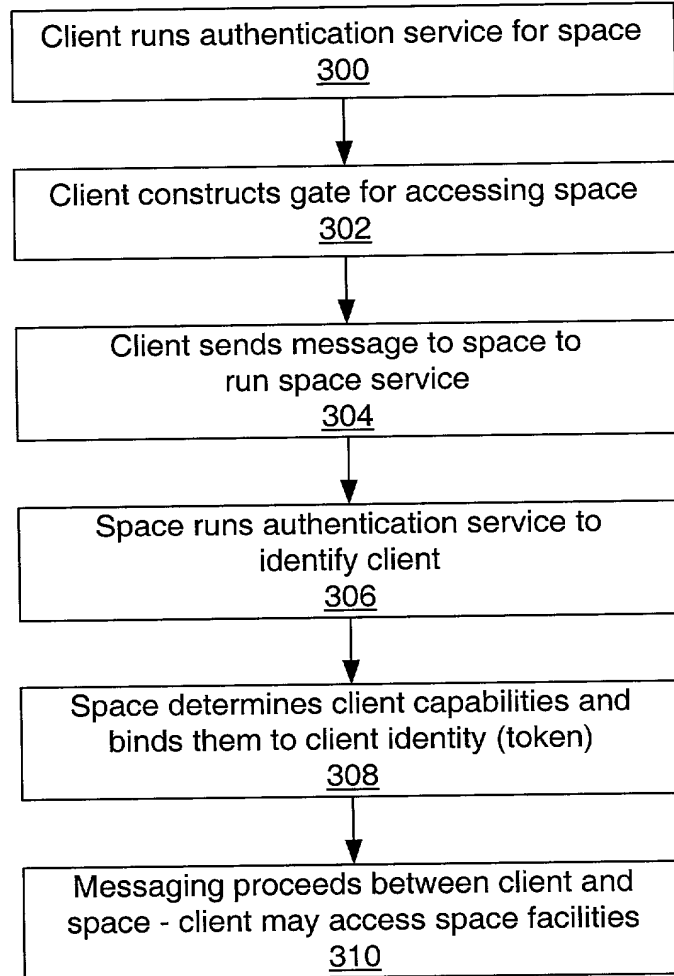 Client runs authentication service for space
300
Client constructs gate for accessing space
302
Client sends message to space to
run space service
304
Space runs authentication service to
identify client
306
Space determines client capabilities and
binds them to client identity (token)
308
Messaging proceeds between client and
space - client may access space facilities
310